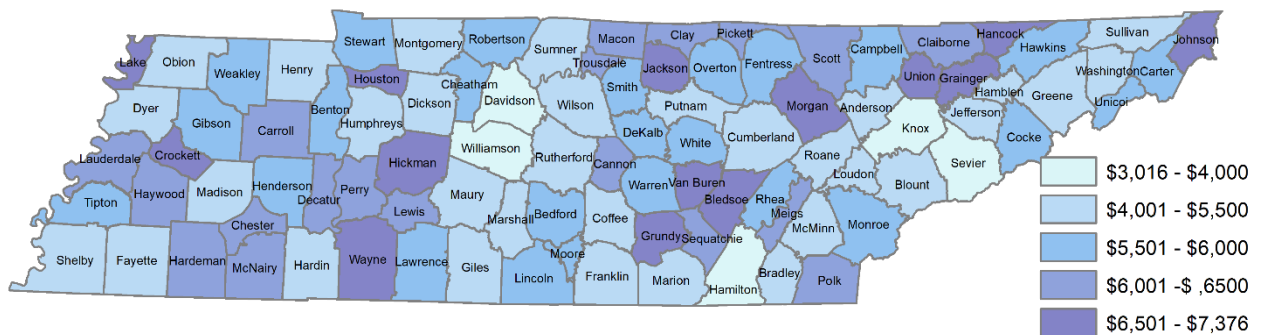 Stewart
Montgomery
Robertson
Sumner
Macon
Clay
Pickett
Scott
Campbell
Claiborne
Hancock
Hawkins
Sullivan
Johnson
Lake
Obion
Weakley
Henry
Houston
Cheatham
Davidson
Trousdale
Smith
Jackson
Overton
Fentress
Morgan
Anderson
Union
Grainger
Hamblen
Greene
Washington
Carter
Unicoi
Dyer
Gibson
Carroll
Benton
Humphreys
Dickson
Wilson
Putnam
Cumberland
Knox
Jefferson
Cocke
Lauderdale
Crockett
Hickman
Williamson
Rutherford
Cannon
DeKalb
White
Roane
Loudon
Blount
Sevier
Tipton
Haywood
Madison
Henderson
Decatur
Perry
Lewis
Maury
Marshall
Bedford
Coffee
Warren
Van Buren
Bledsoe
Rhea
Meigs
McMinn
Monroe
Shelby
Fayette
Hardeman
Chester
McNairy
Hardin
Wayne
Lawrence
Giles
Lincoln
Moore
Franklin
Grundy
Sequatchie
Marion
Hamilton
Bradley
Polk
$3,016 - $4,000
$4,001 - $5,500
$5,501 - $6,000
$6,001 -$ ,6500
$6,501 - $7,376